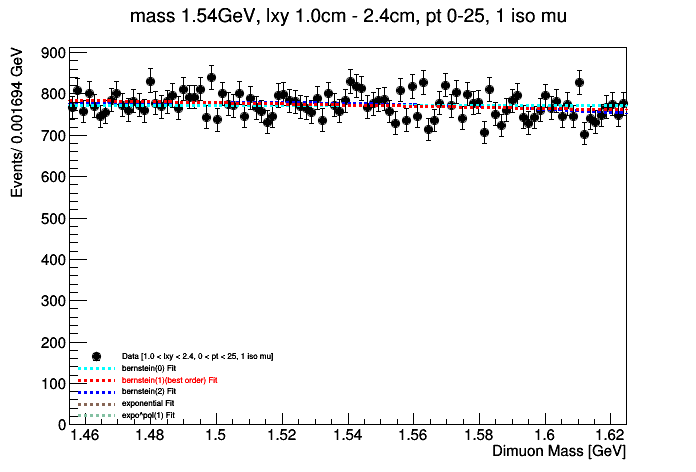 mass 1.54GeV, lxy 1.0cm - 2.4cm, pt 0-25, 1 iso mu
Events/ 0.001694 GeV
900
800
700
600
500
400
300
200
100
0
Data [1.0 < lxy < 2.4, 0 < pt < 25, 1 iso mu]
bernstein(0) Fit
bernstein(1)(best order) Fit
bernstein(2) Fit
exponential Fit
expo*pol(1) Fit
1.46 1.48 1.5 1.52 1.54 1.56 1.58 1.6 1.62
Dimuon Mass [GeV]